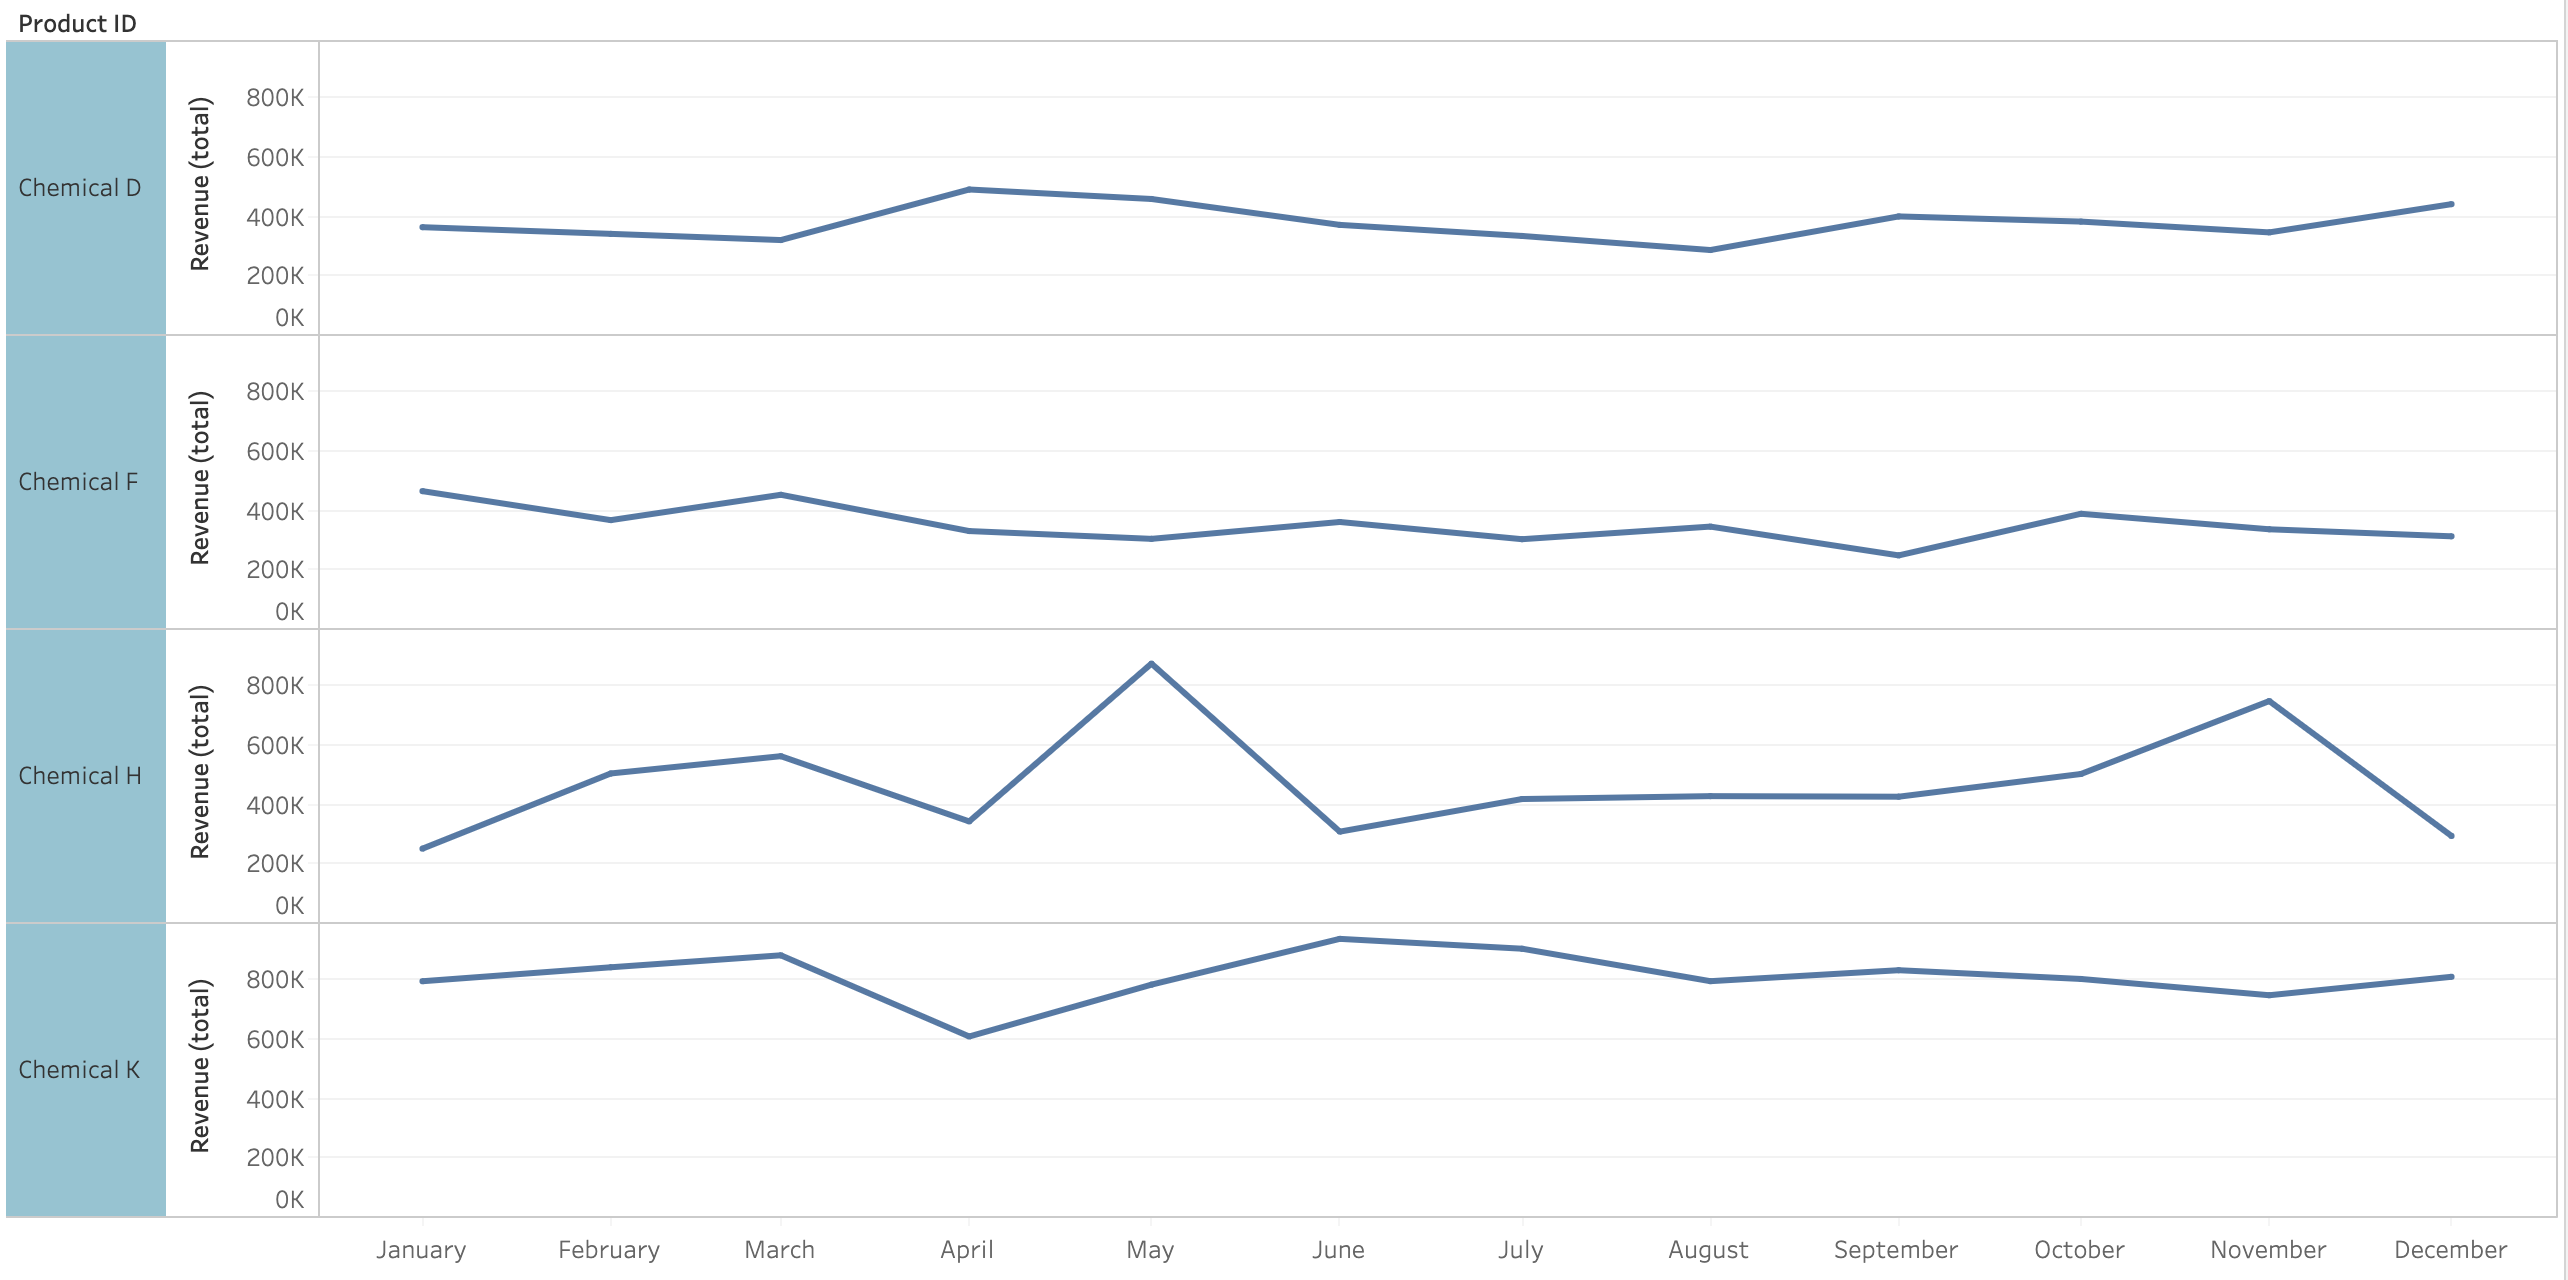 Product ID
Chemical D
Revenue (total)
800K
600K
400K
200K
0K
Chemical F
Revenue (total)
800K
600K
400K
200K
0K
Chemical H
Revenue (total)
800K
600K
400K
200K
0K
Chemical K
Revenue (total)
800K
600K
400K
200K
0K
January February March April May June July August September October November December